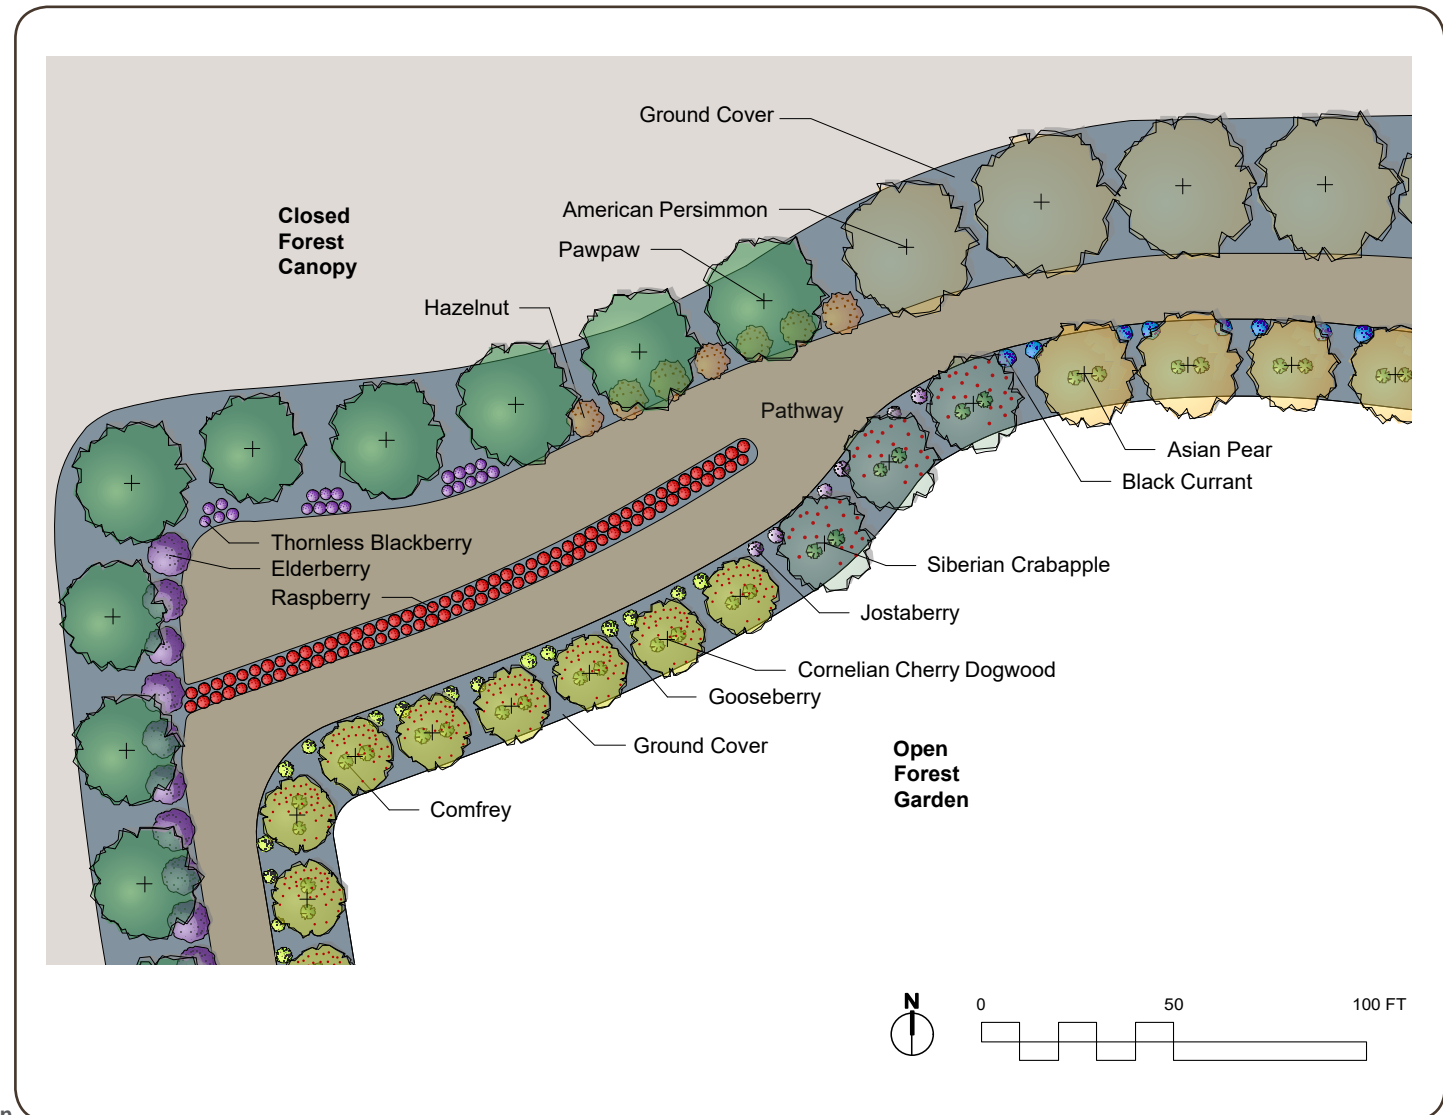 Ground Cover
American Persimmon
Closed
Forest
Canopy
Pawpaw
Hazelnut
Pathway
Asian Pear
Black Currant
Thornless Blackberry
Elderberry
Raspberry
Siberian Crabapple
Jostaberry
Cornelian Cherry Dogwood
Gooseberry
Ground Cover
Open
Forest
Garden
Comfrey
N
0 50 100 FT